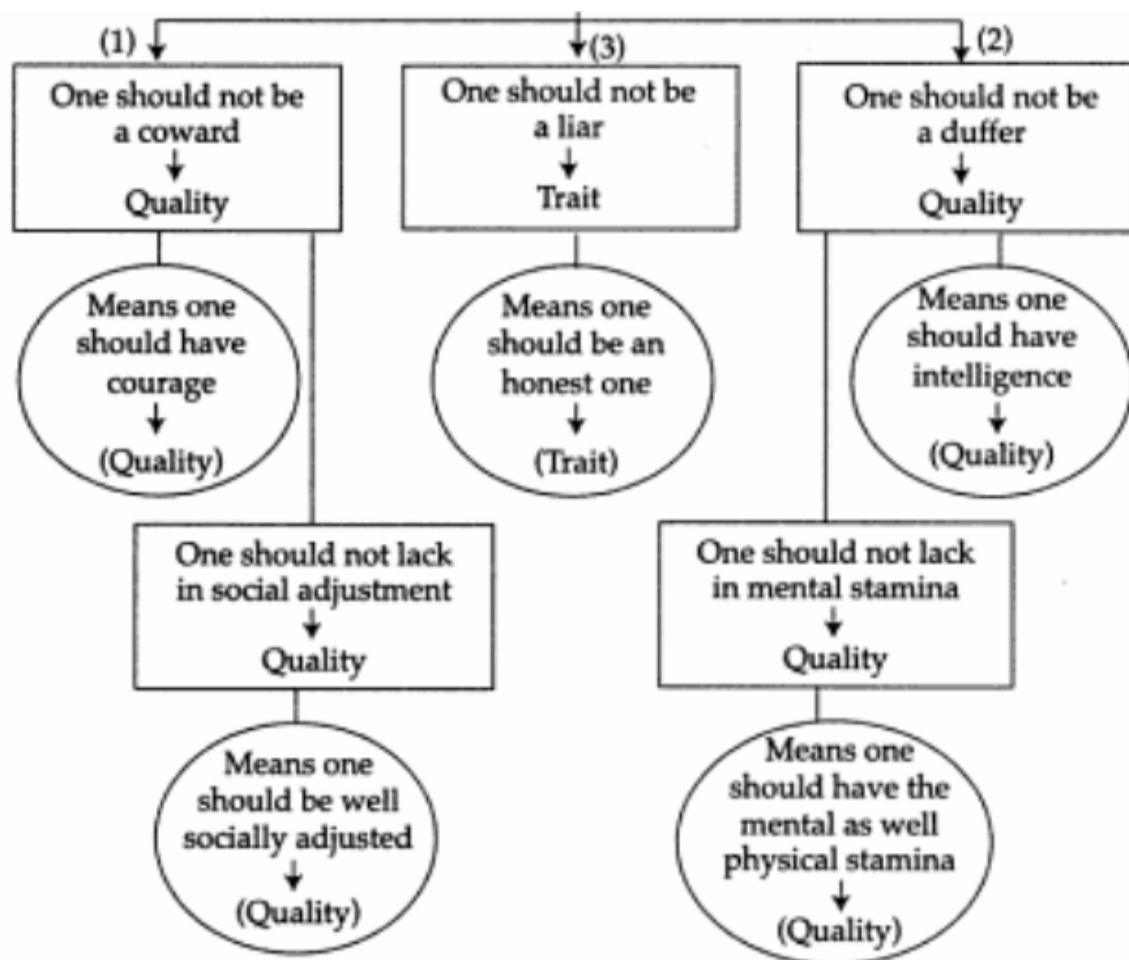 (1)
One should not be
a coward
Quality
(3)
One should not be
a liar
Trait
(2)
One should not be
a duffer
Quality
Means one
should have
courage
(Quality)
Means one
should be an
honest one
(Trait)
Means one
should have
intelligence
(Quality)
One should not lack
in social adjustment
Quality
One should not lack
in mental stamina
Quality
Means one
should be well
socially adjusted
(Quality)
Means one
should have the
mental as well
physical stamina
(Quality)